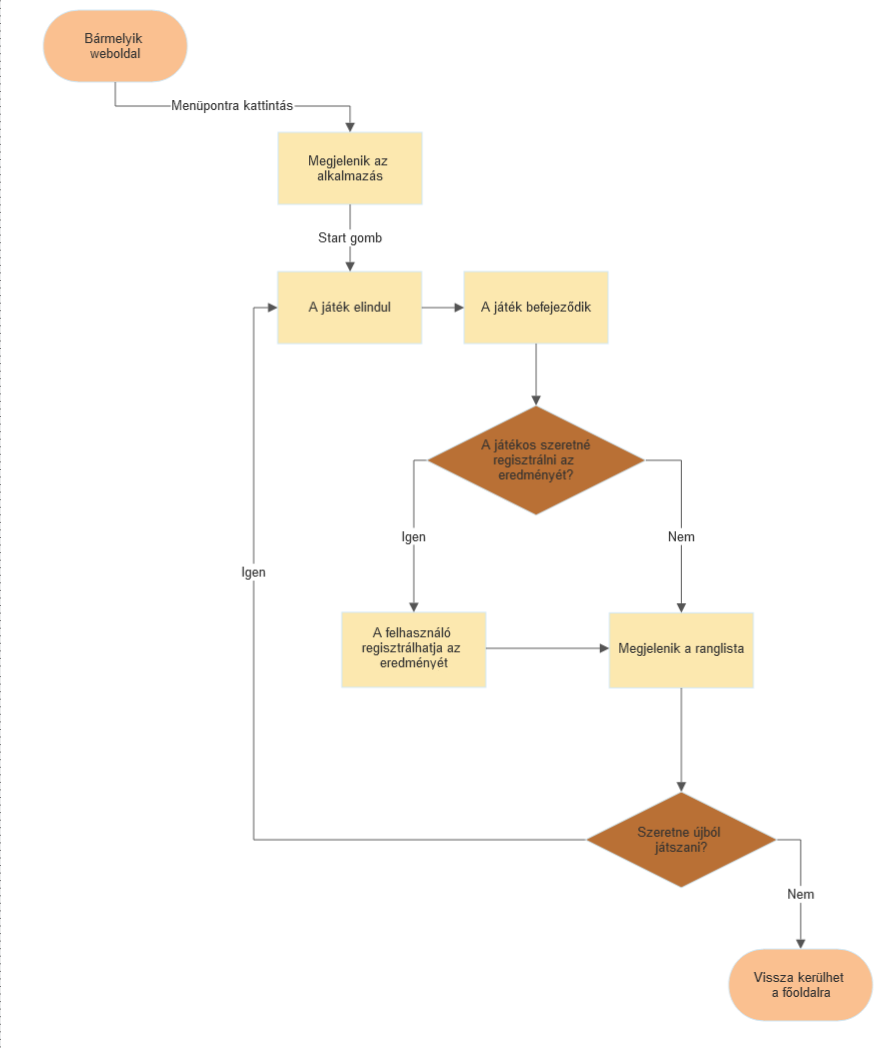 Bármelyik
weboldal
Menüpontra kattintás
Megjelenik az
alkalmazás
Start gomb
A játék elindul
A játék befejeződik
A játékos szeretné
regisztrálni az
eredményét?
Igen
Nem
Igen
A felhasználó
regisztrálhatja az
eredményét
Megjelenik a ranglista
Szeretne újból
játszani?
Nem
Vissza kerülhet
a főoldalra